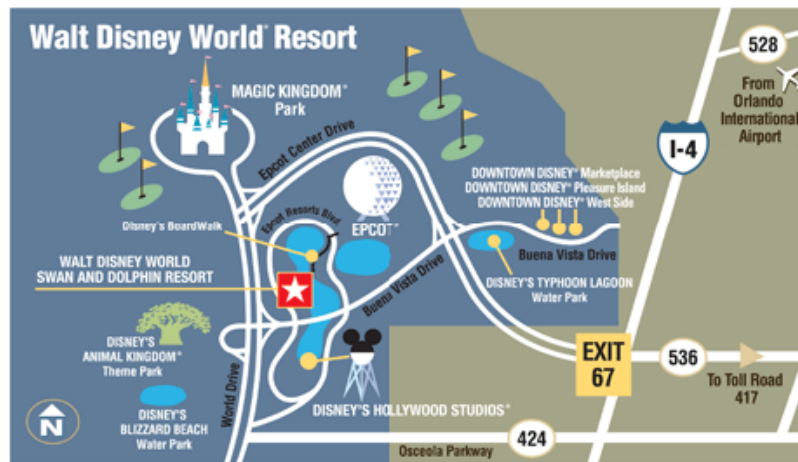 Walt Disney World® Resort
528
From
Orlando
International
Airport
MAGIC KINGDOM®
Park
I-4
Epcot Center Drive
DOWNTOWN DISNEY® Marketplace
DOWNTOWN DISNEY® Pleasure Island
DOWNTOWN DISNEY® West Side
Epcot Resorts Blvd.
Disney's BoardWalk
EPCOT®
Buena Vista Drive
WALT DISNEY WORLD
SWAN AND DOLPHIN RESORT
Buena Vista Drive
DISNEY'S TYPHOON LAGOON
Water Park
DISNEY'S
ANIMAL KINGDOM®
Theme Park
EXIT
67
536
To Toll Road
417
World Drive
DISNEY'S
BLIZZARD BEACH
Water Park
DISNEY'S HOLLYWOOD STUDIOS®
N
424
Osceola Parkway